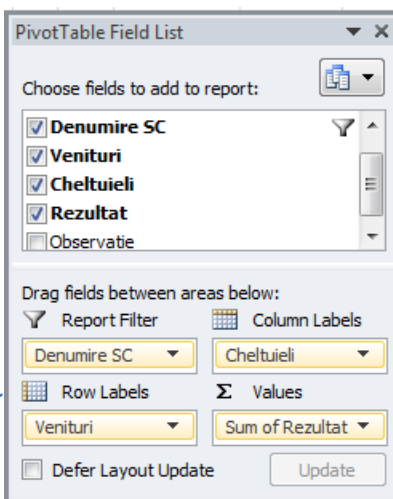 PivotTable Field List
Choose fields to add to report:
Denumire SC
Venituri
Cheltuieli
Rezultat
Observatie
Drag fields between areas below:
Report Filter
Column Labels
Denumire SC
Cheltuieli
Row Labels
Σ Values
Venituri
Sum of Rezultat
Defer Layout Update
Update